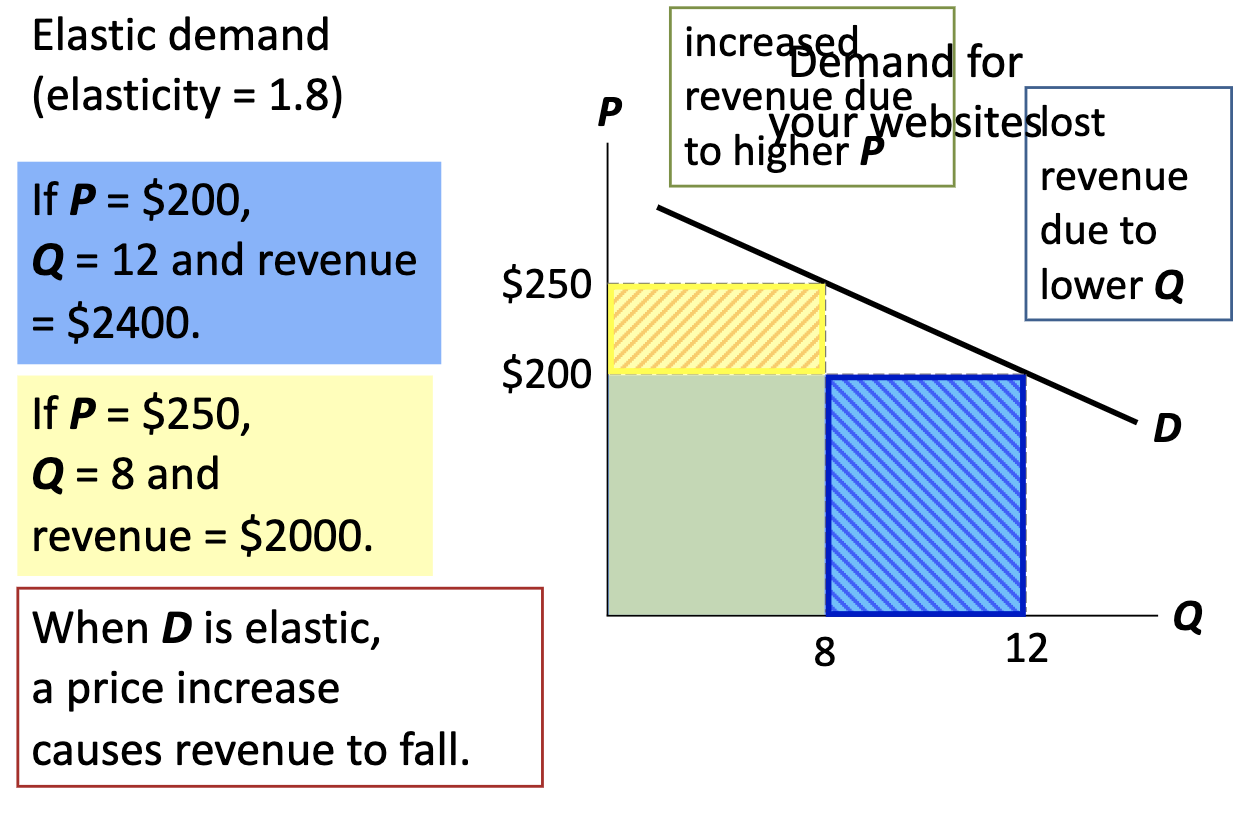 Elastic demand
(elasticity = 1.8)
If P = $200,
Q = 12 and revenue
= $2400.
If P = $250,
Q = 8 and
revenue = $2000.
When D is elastic,
a price increase
causes revenue to fall.
increased
revenue due
to higher P
Demand for
your websites
lost
revenue
due to
lower Q
P
$250
$200
D
Q
8
12